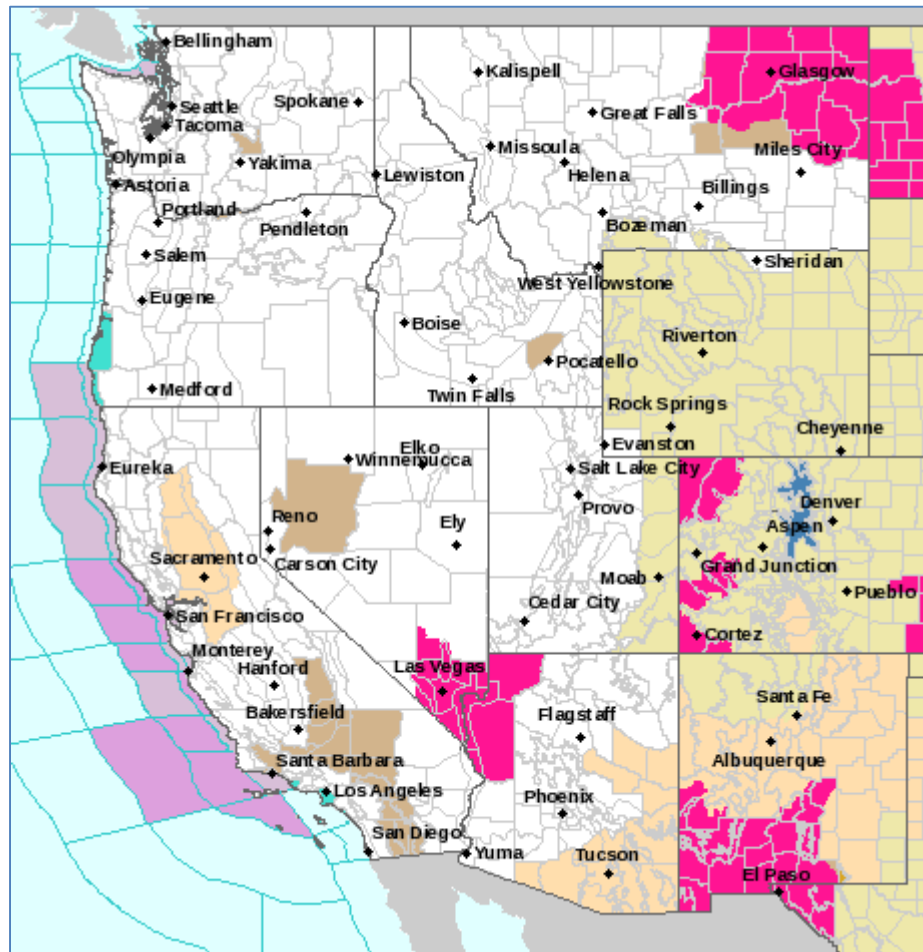 Bellingham
Kalispell
Glasgow
Spokane
Seattle
Great Falls
Tacoma
Missoula
Miles City
Olympia
Yakima
Helena
Lewiston
Billings
Astoria
Portland
Pendleton
Bozeman
Salem
Sheridan
West Yellowstone
Eugene
Boise
Riverton
Pocatello
Medford
Twin Falls
Rock Springs
Cheyenne
Elko
Evanston
Winnemucca
Eureka
Salt Lake City
Provo
Denver
Reno
Ely
Aspen
Sacramento
Carson City
Grand Junction
Moab
Pueblo
Cedar City
San Francisco
Cortez
Monterey
Hanford
Las Vegas
Santa Fe
Bakersfield
Flagstaff
Albuquerque
Santa Barbara
Los Angeles
Phoenix
San Diego
Yuma
Tucson
El Paso